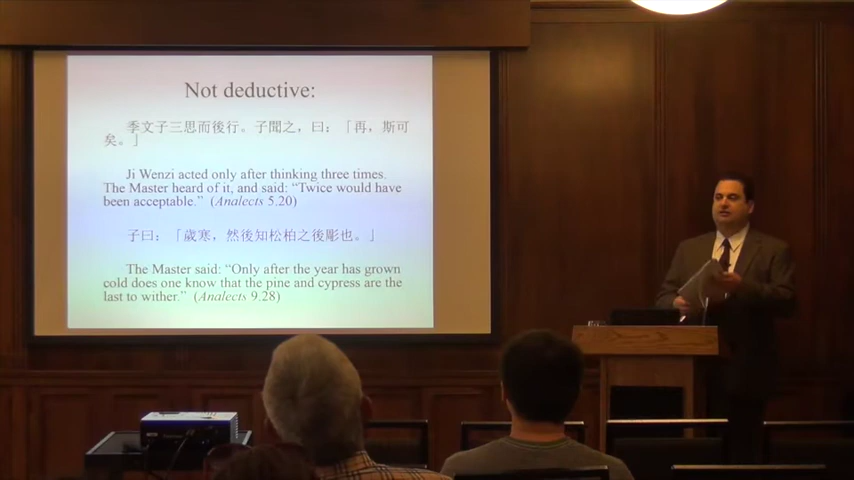 Not deductive:
季文子三思而後行。子聞之，曰：「再，斯可
矣。」
Ji Wenzi acted only after thinking three times.
The Master heard of it, and said: “Twice would have
been acceptable.” (Analects 5.20)
子曰：「歲寒，然後知松柏之後彫也。」
The Master said: “Only after the year has grown
cold does one know that the pine and cypress are the
last to wither.” (Analects 9.28)